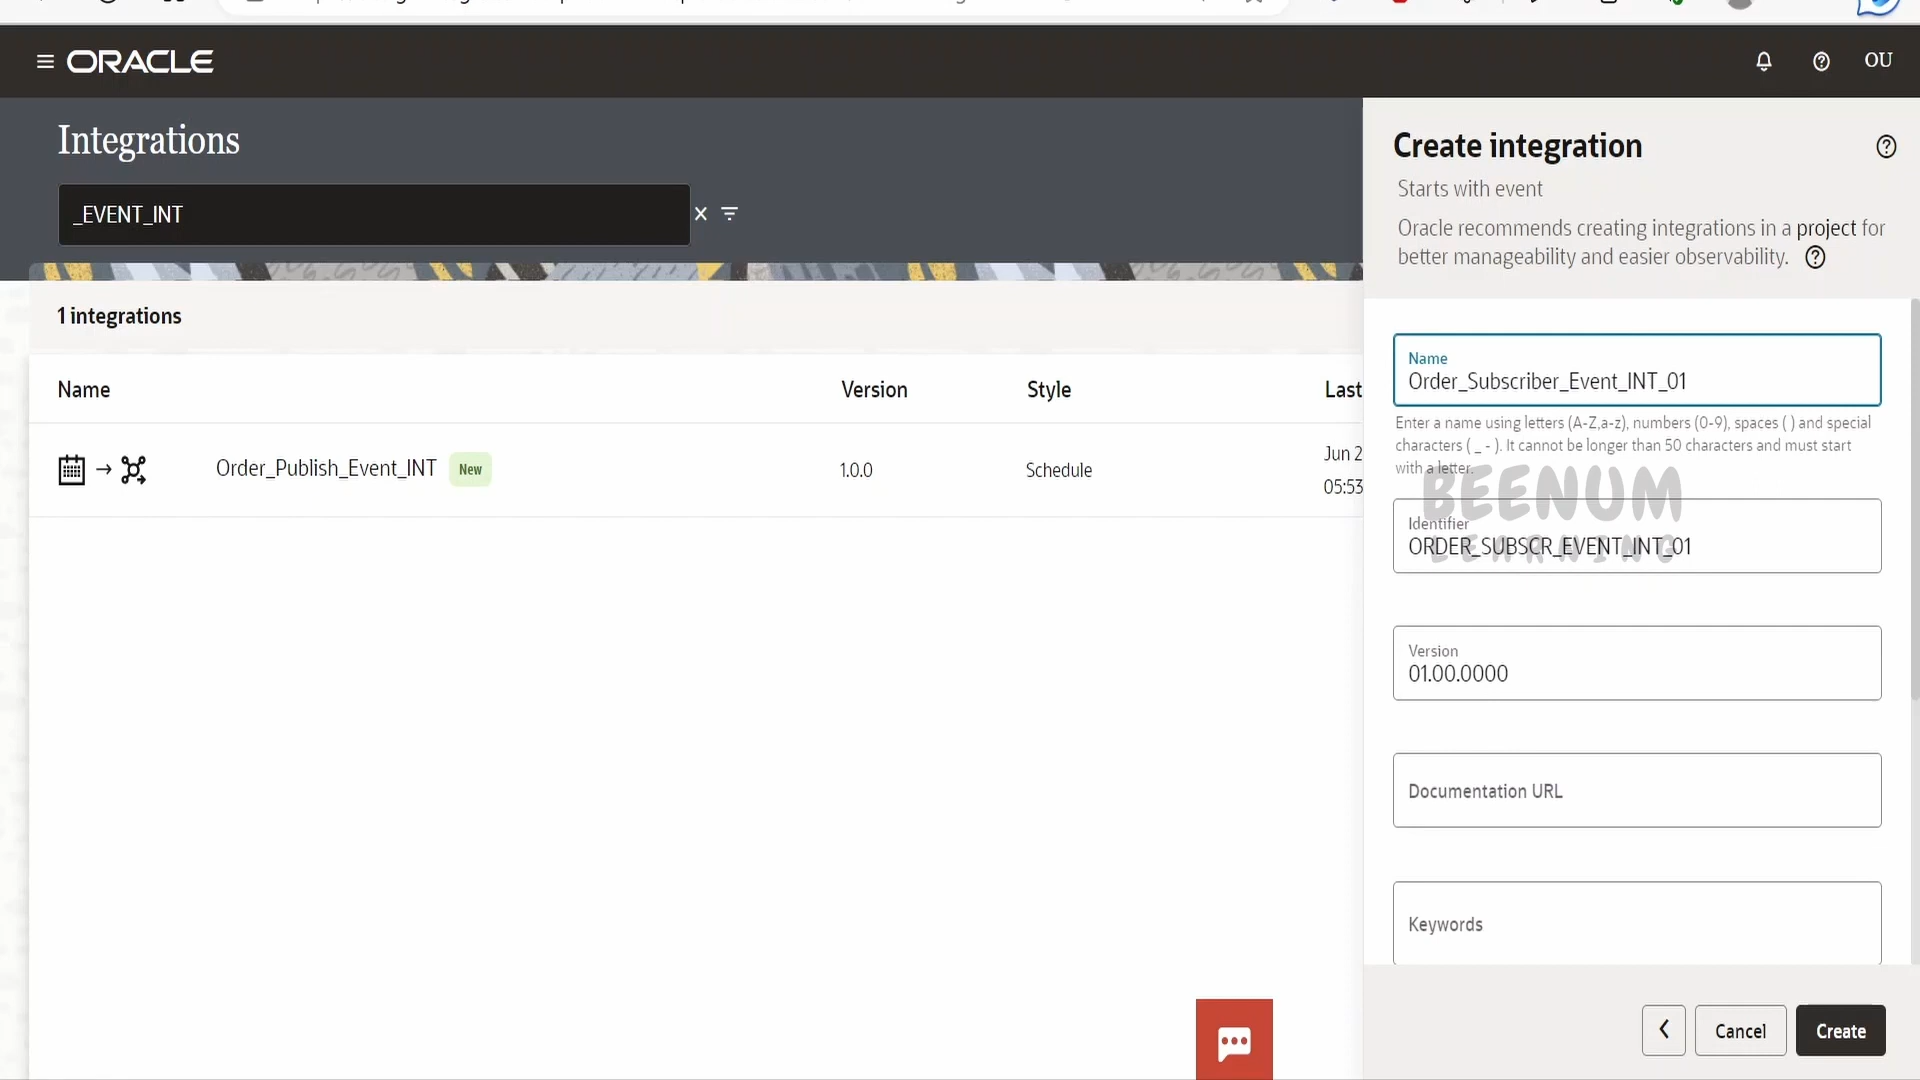 ORACLE
OU
Integrations
_EVENT_INT
1 integrations
Name
Version
Style
Last
Order_Publish_Event_INT
New
1.0.0
Schedule
Jun 2
05:53
Create integration
Starts with event
Oracle recommends creating integrations in a project for
better manageability and easier observability.
Name
Order_Subscriber_Event_INT_01
Enter a name using letters (A-Z,a-z), numbers (0-9), spaces ( ) and special
characters ( _ - ). It cannot be longer than 50 characters and must start
with a letter.
BEENUM
LEARNING
Identifier
ORDER_SUBSCR_EVENT_INT_01
Version
01.00.0000
Documentation URL
Keywords
Cancel
Create